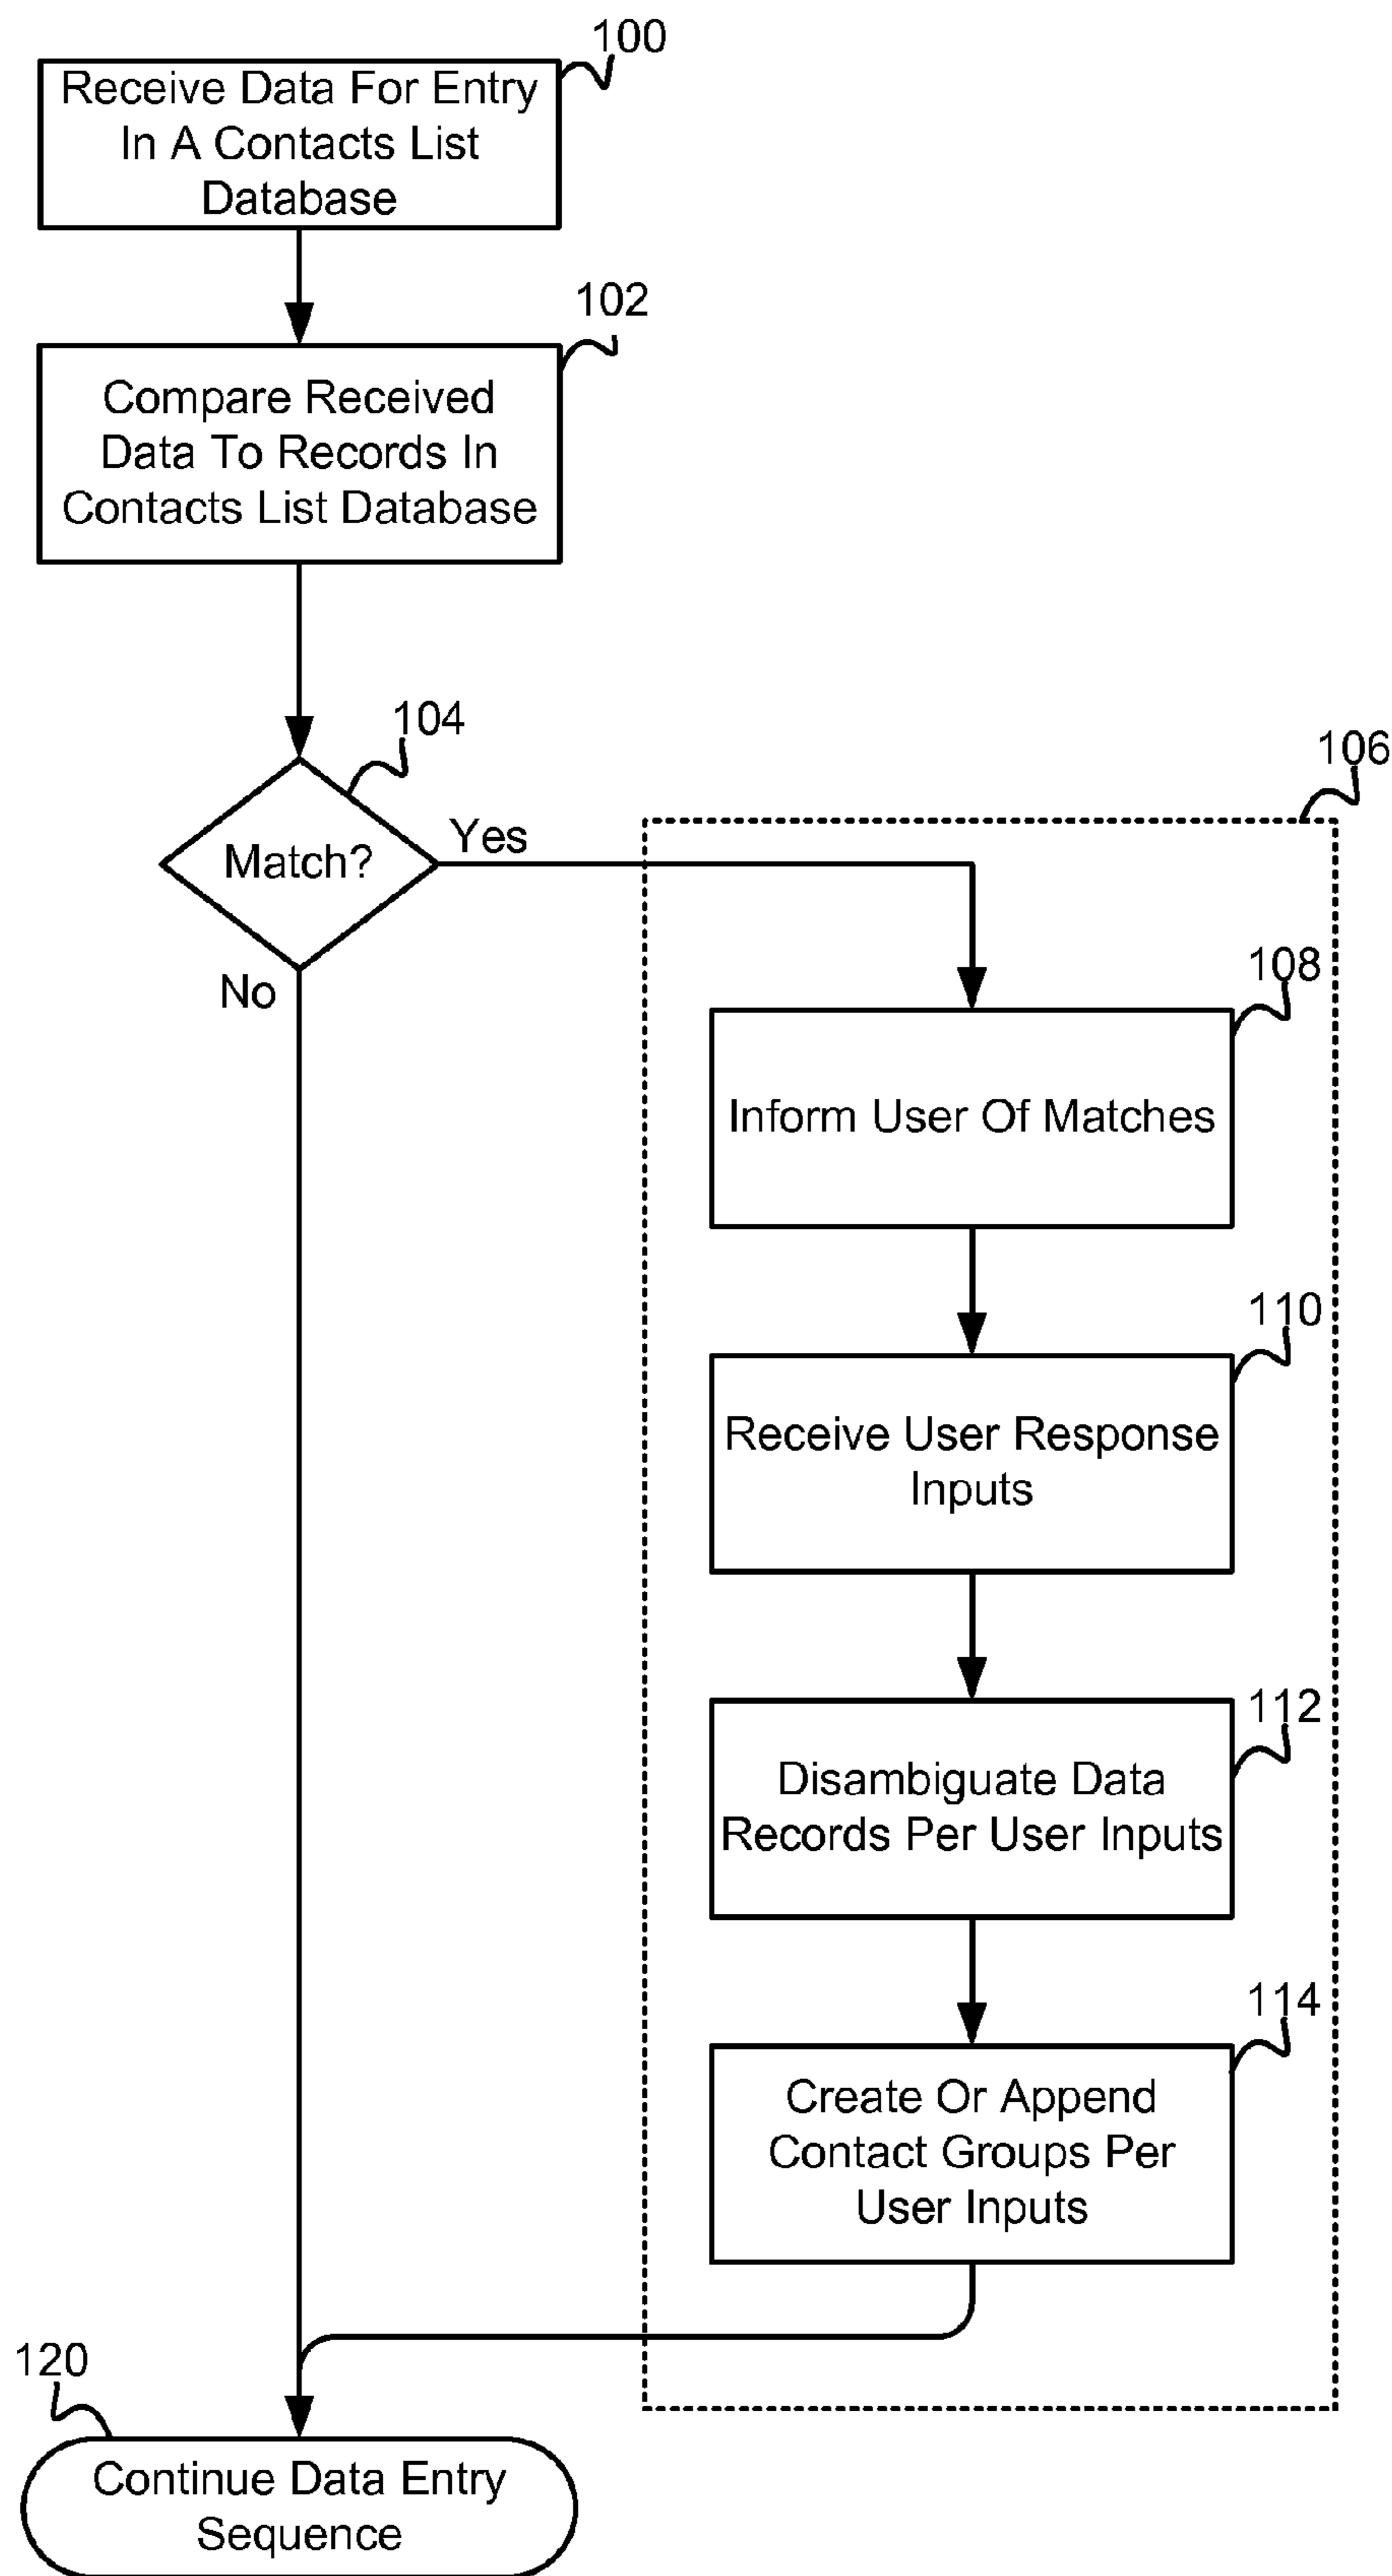 100
Receive Data For Entry
In A Contacts List
Database
102
Compare Received
Data To Records In
Contacts List Database
104
Match?
Yes
No
106
108
Inform User Of Matches
110
Receive User Response
Inputs
112
Disambiguate Data
Records Per User Inputs
114
Create Or Append
Contact Groups Per
User Inputs
120
Continue Data Entry
Sequence